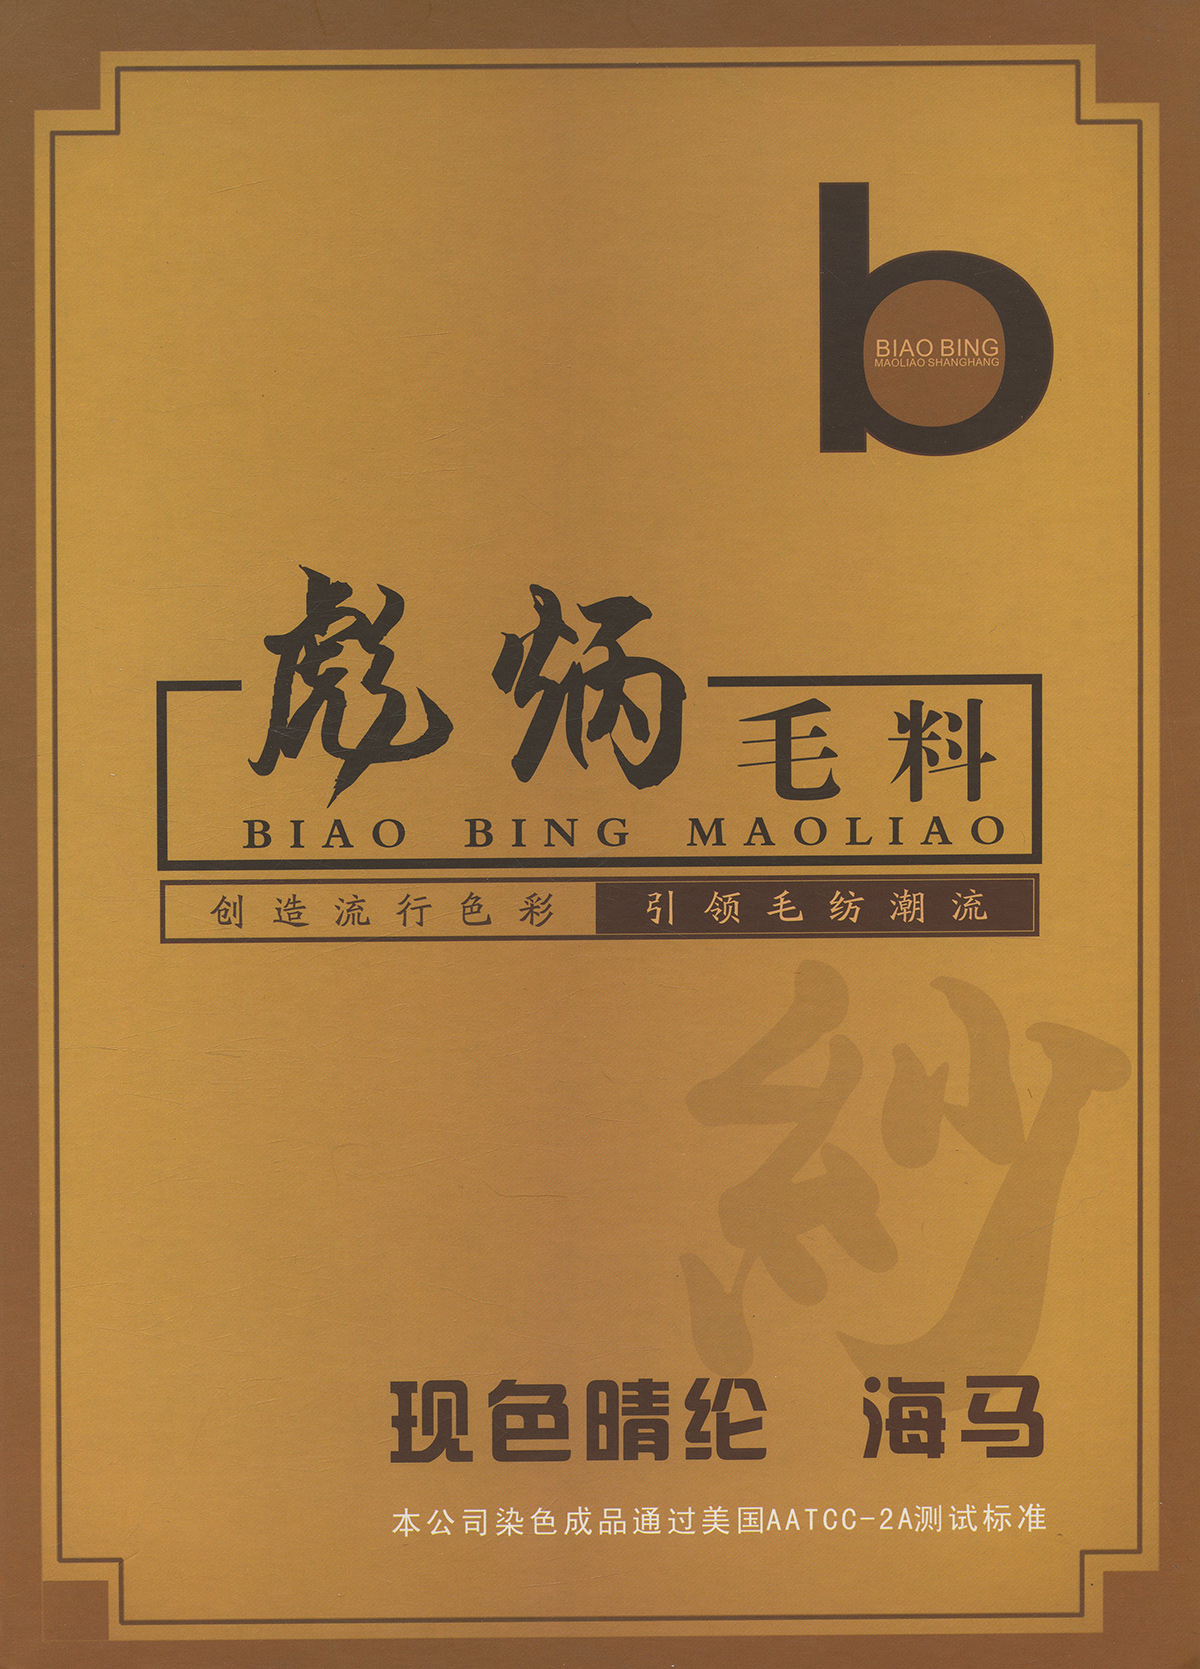 BIAO BING
MAOLIAO SHANGHANG
彪炳毛料
BIAO BING MAOLIAO
创造流行色彩 引领毛纺潮流
紗
现色晴纶 海马
本公司染色成品通过美国AATCC-2A测试标准